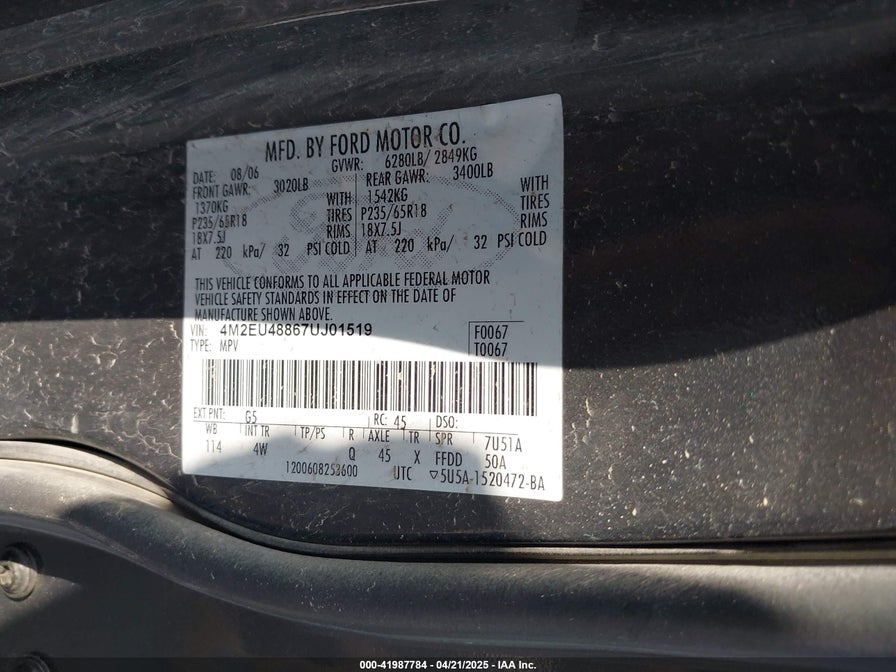 MFD. BY FORD MOTOR CO.
DATE: 08/06 GVWR: 6280LB/ 2849KG
FRONT GAWR: 3020LB REAR GAWR: 3400LB
1370KG WITH 1542KG WITH
P235/65R18 TIRES P235/65R18 TIRES
18X7.5J RIMS 18X7.5J RIMS
AT 220 kPa/ 32 PSI COLD AT 220 kPa/ 32 PSI COLD
THIS VEHICLE CONFORMS TO ALL APPLICABLE FEDERAL MOTOR
VEHICLE SAFETY STANDARDS IN EFFECT ON THE DATE OF
MANUFACTURE SHOWN ABOVE.
VIN: 4M2EU48867UJ01519 F0067
TYPE: MPV T0067
EXT PNT: G5 RC: 45 DSO:
WB INT TR TP/PS R AXLE TR SPR 7U51A
114 4W Q 45 X FFDD 50A
1200608253600 UTC ▽5U5A-1520472-BA
000-41987784 - 04/21/2025 - IAA Inc.